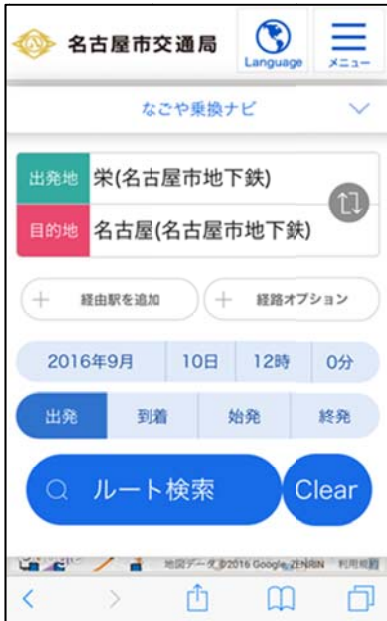 名古屋市交通局
Language
メニュー
なごや乗換ナビ
出発地 栄(名古屋市地下鉄)
目的地 名古屋(名古屋市地下鉄)
経由駅を追加 経路オプション
2016年9月 10日 12時 0分
出発 到着 始発 終発
ルート検索 Clear
地図データ ©2016 Google, ZENRIN 利用規約